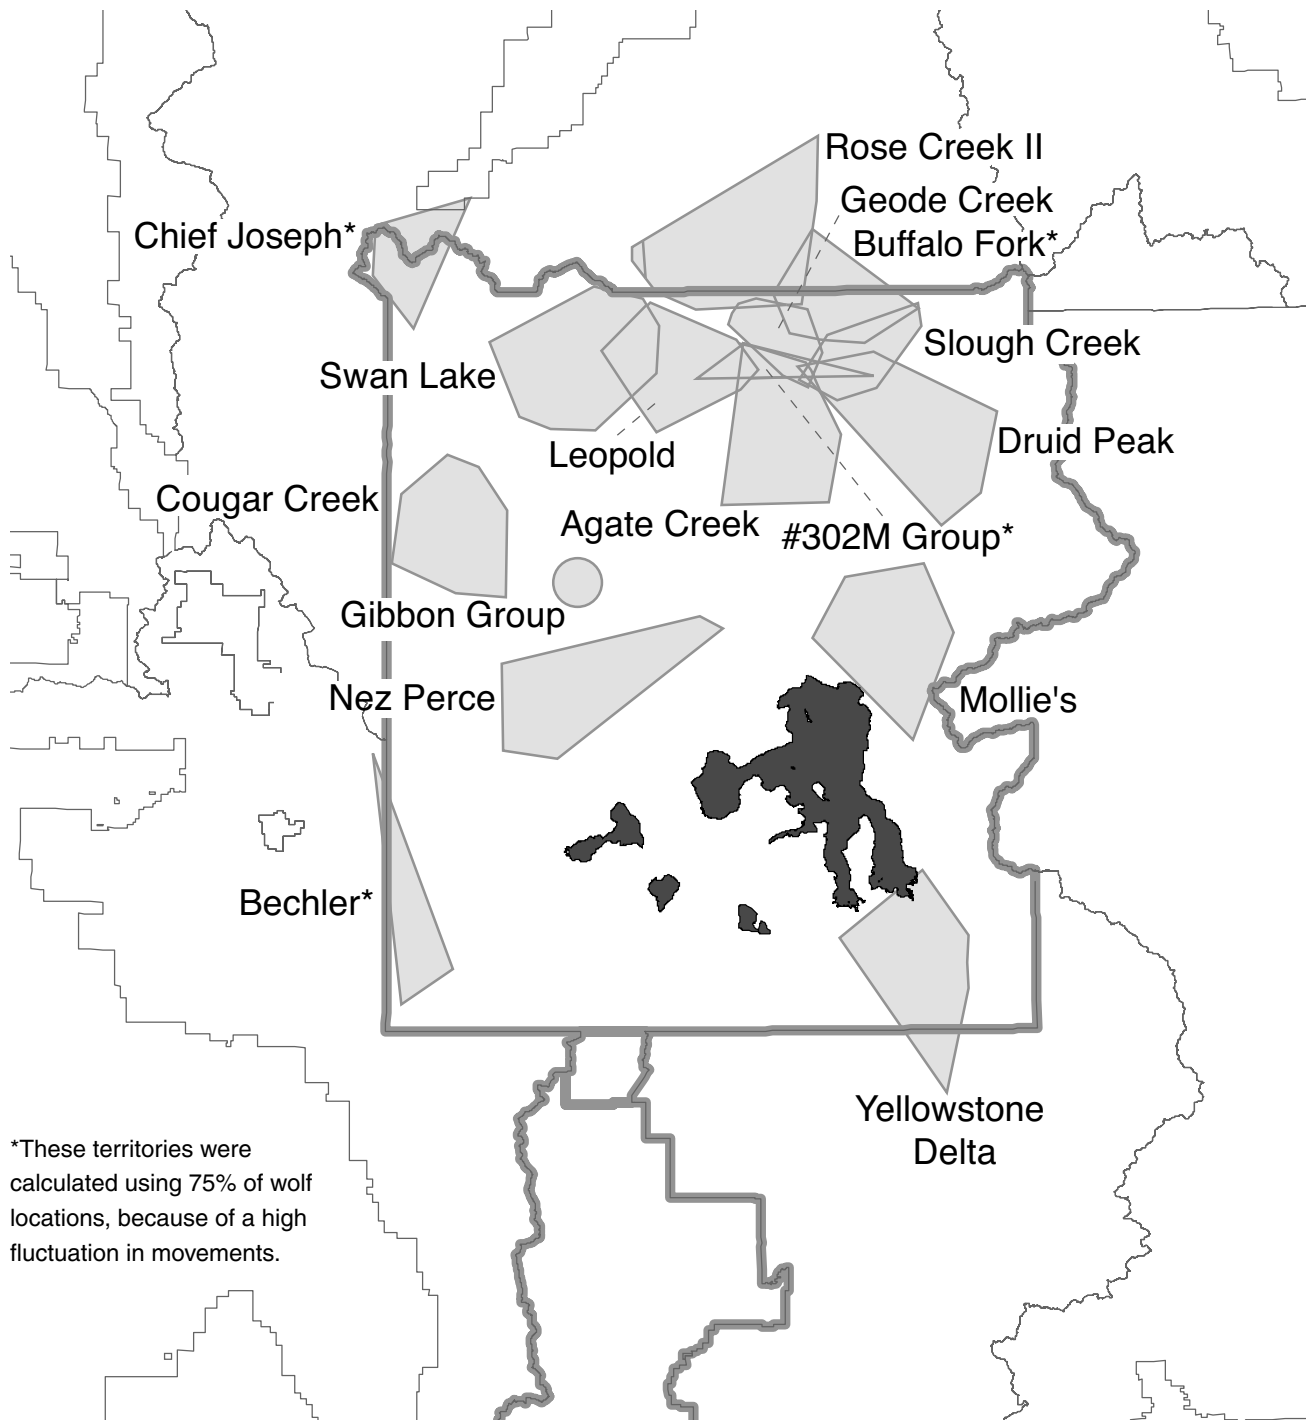 Rose Creek II
Geode Creek
Chief Joseph*
Buffalo Fork*
Slough Creek
Swan Lake
Druid Peak
Leopold
Cougar Creek
Agate Creek
#302M Group*
Gibbon Group
Nez Perce
Mollie's
Bechler*
Yellowstone
Delta
*These territories were
calculated using 75% of wolf
locations, because of a high
fluctuation in movements.